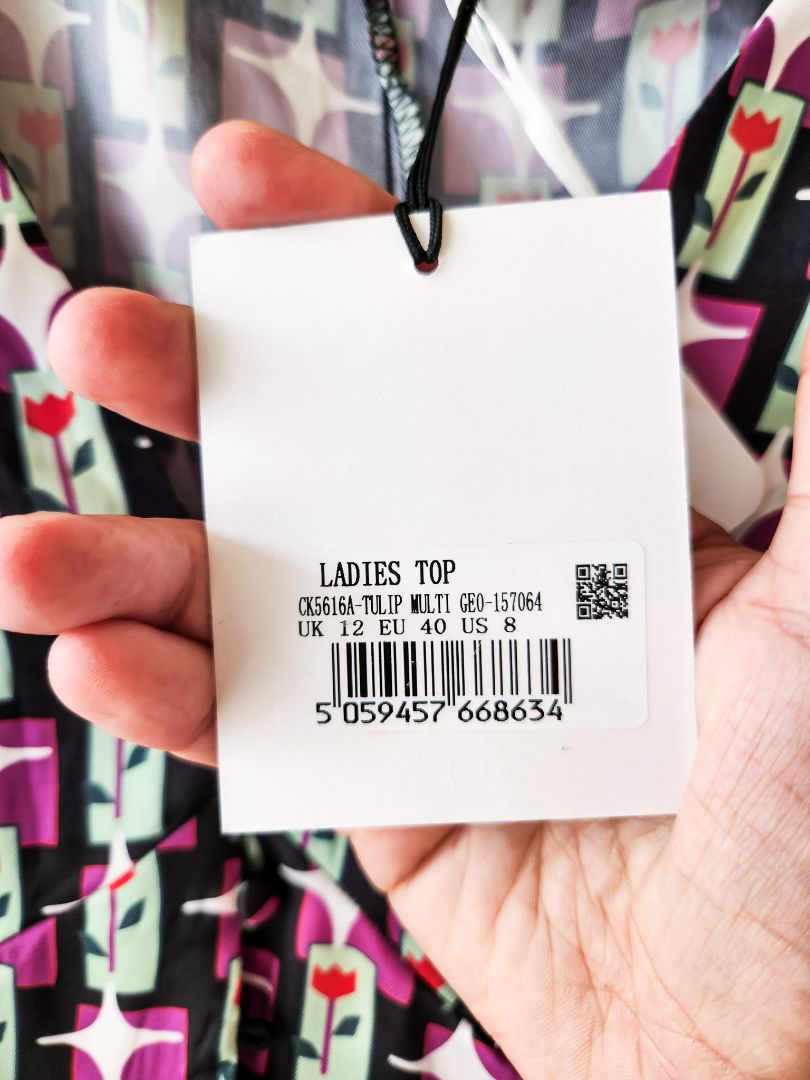 LADIES TOP
CK5616A-TULIP MULTI GEO-157064
UK 12 EU 40 US 8
5 059457 668634